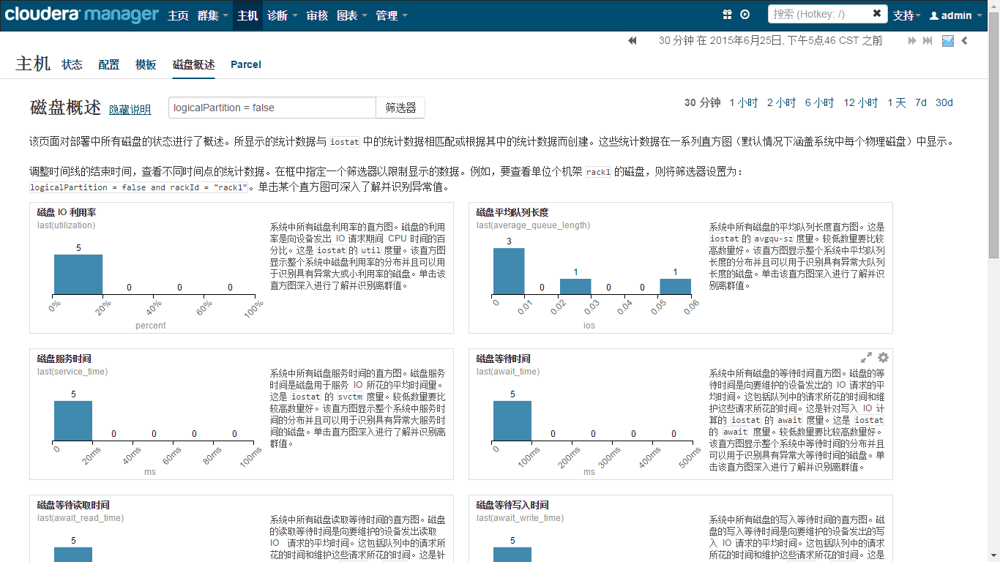 cloudera manager 主页 群集 主机 诊断 审核 图表 管理 搜索 (Hotkey: /) 支持 admin
30 分钟 在 2015年6月25日, 下午5点46 CST 之前
主机 状态 配置 模板 磁盘概述 Parcel
磁盘概述 隐藏说明 logicalPartition = false 筛选器 30 分钟 1 小时 2 小时 6 小时 12 小时 1 天 7d 30d
该页面对部署中所有磁盘的状态进行了概述。所显示的统计数据与 iostat 中的统计数据相匹配或根据其中的统计数据而创建。这些统计数据在一系列直方图（默认情况下涵盖系统中每个物理磁盘）中显示。
调整时间线的结束时间，查看不同时间点的统计数据。在框中指定一个筛选器以限制显示的数据。例如，要查看单位个机架 rack1 的磁盘，则将筛选器设置为：
logicalPartition = false and rackId = "rack1"。单击某个直方图可深入了解并识别异常值。
磁盘 IO 利用率
last(utilization)
5 0 0 0
0% 20% 40% 60% 100%
percent
系统中所有磁盘利用率的直方图。磁盘的利用
率是向设备发出 IO 请求期间 CPU 时间的百
分比。这是 iostat 的 util 度量。该直方图
显示整个系统中磁盘利用率的分布并且可以用
于识别具有异常大或小利用率的磁盘。单击该
直方图深入进行了解并识别离群值。
磁盘平均队列长度
last(average_queue_length)
3 0 1 0 0 1
0 0.01 0.02 0.03 0.04 0.05 0.06
ios
系统中所有磁盘的平均队列长度直方图。这是
iostat 的 avgqu-sz 度量。较低数量要比较
高数量好。该直方图显示整个系统中平均队列
长度的分布并且可以用于识别具有异常大队列
长度的磁盘。单击该直方图深入进行了解并识
别离群值。
磁盘服务时间
last(service_time)
5 0 0 0 0
0 20ms 40ms 60ms 80ms 100ms
ms
系统中所有磁盘服务时间的直方图。磁盘服务
时间是磁盘用于服务 IO 所花的平均时间量。
这是 iostat 的 svctm 度量。较低数量要比
较高数量好。该直方图显示整个系统中服务时
间的分布并且可以用于识别具有异常大服务时
间的磁盘。单击直方图深入进行了解并识别离
群值。
磁盘等待时间
last(await_time)
5 0 0 0 0
0 100ms 200ms 300ms 400ms 500ms
ms
系统中所有磁盘的等待时间直方图。磁盘的等
待时间是向要维护的设备发出的 IO 请求的平
均时间。这包括队列中的请求所花的时间和维
护这些请求所花的时间。这是针对写入 IO 计
算的 iostat 的 await 度量。这是 iostat
的 await 度量。较低数量要比较高数量好。
该直方图显示整个系统中等待时间的分布并且
可以用于识别具有异常大等待时间的磁盘。单
击该直方图深入进行了解并识别离群值。
磁盘等待读取时间
last(await_read_time)
5
系统中所有磁盘读取等待时间的直方图。磁盘
的读取等待时间是向要维护的设备发出读取
IO 请求的平均时间。这包括队列中的请求所
花的时间和维护这些请求所花的时间。这是针
磁盘等待写入时间
last(await_write_time)
5
系统中所有磁盘的写入等待时间的直方图。磁
盘的写入等待时间是向要维护的设备发出的写
入 IO 请求的平均时间。这包括队列中的请求
所花的时间和维护这些请求所花的时间。这是